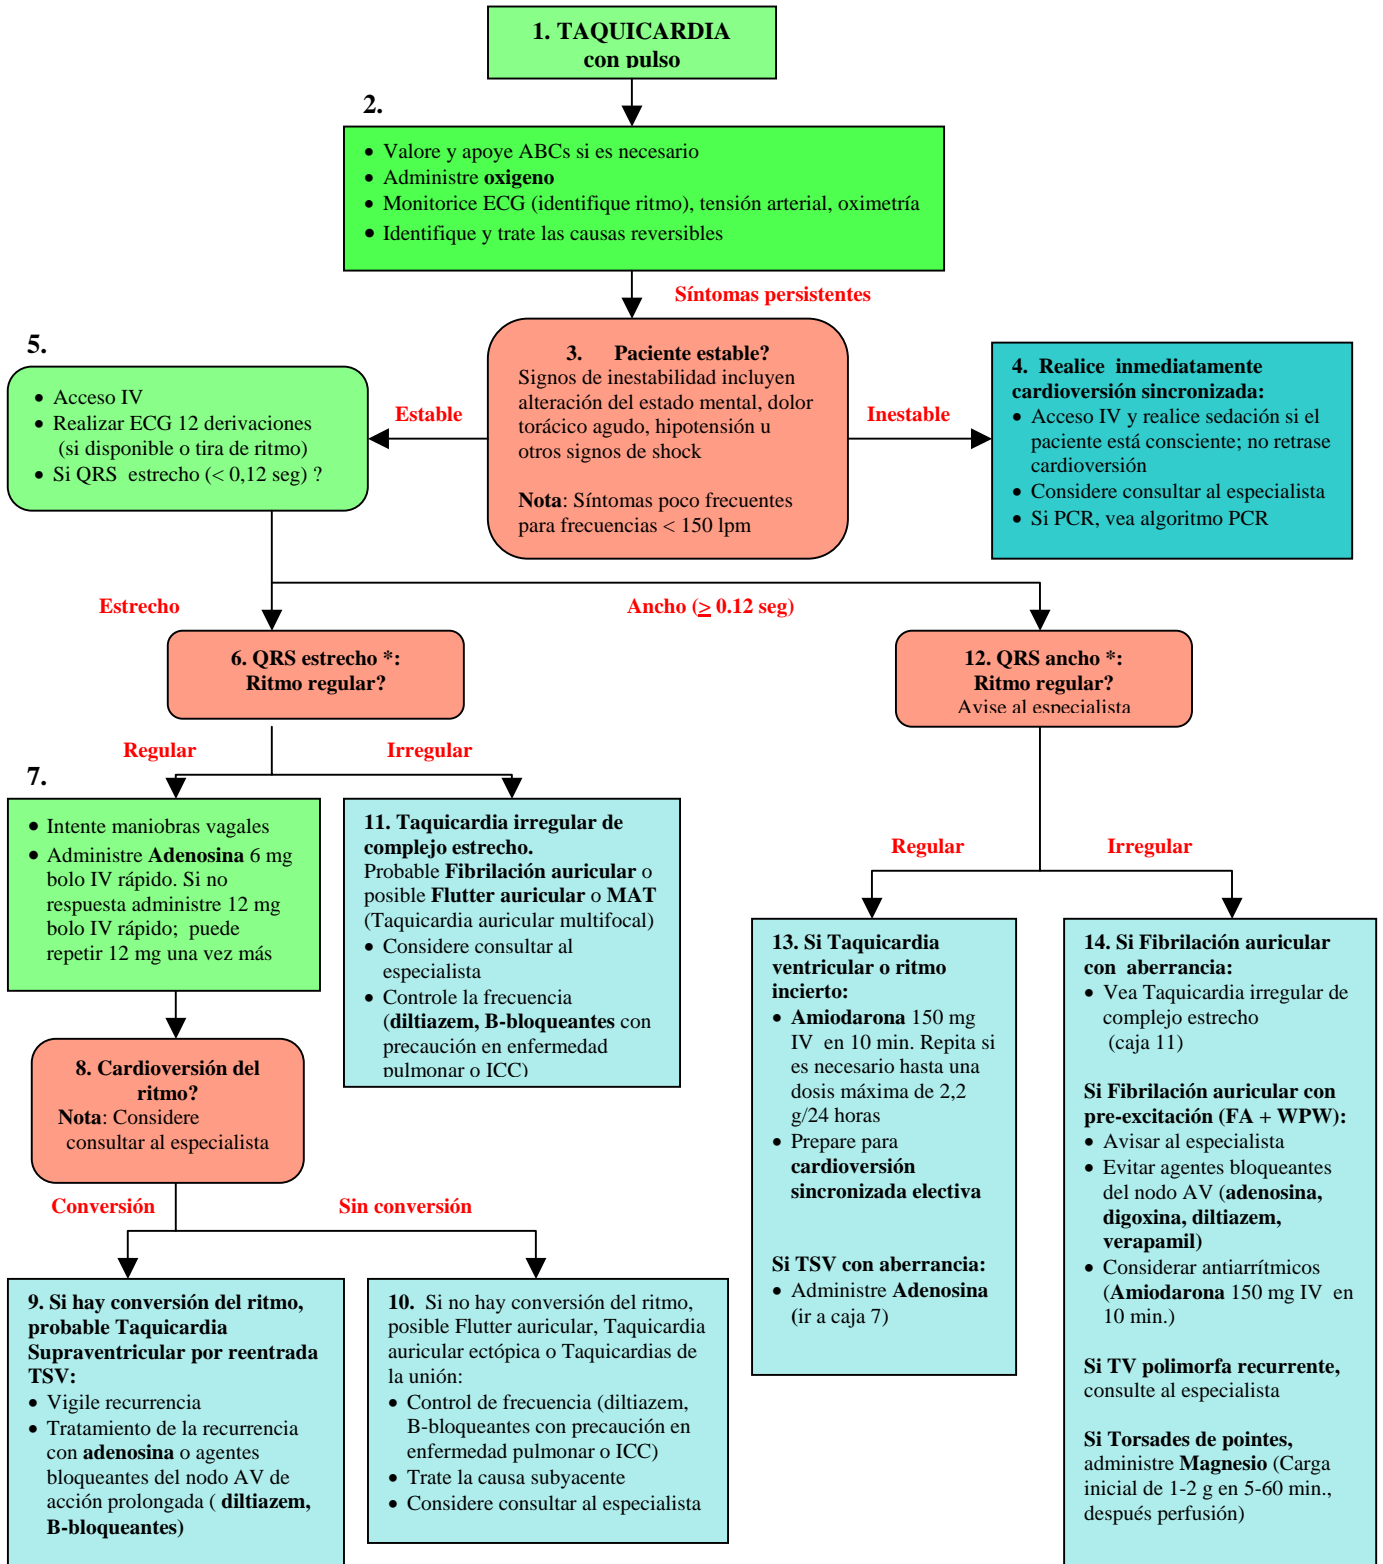 1. TAQUICARDIA
con pulso
2.
• Valore y apoye ABCs si es necesario
• Administre oxigeno
• Monitorice ECG (identifique ritmo), tensión arterial, oximetría
• Identifique y trate las causas reversibles
Síntomas persistentes
3. Paciente estable?
Signos de inestabilidad incluyen
alteración del estado mental, dolor
torácico agudo, hipotensión u
otros signos de shock
Nota: Síntomas poco frecuentes
para frecuencias < 150 lpm
Estable
Inestable
4. Realice inmediatamente
cardioversión sincronizada:
• Acceso IV y realice sedación si el
paciente está consciente; no retrase
cardioversión
• Considere consultar al especialista
• Si PCR, vea algoritmo PCR
5.
• Acceso IV
• Realizar ECG 12 derivaciones
(si disponible o tira de ritmo)
• Si QRS estrecho (< 0,12 seg) ?
Estrecho
Ancho (≥ 0.12 seg)
6. QRS estrecho *:
Ritmo regular?
12. QRS ancho *:
Ritmo regular?
Avise al especialista
Regular
Irregular
7.
• Intente maniobras vagales
• Administre Adenosina 6 mg
bolo IV rápido. Si no
respuesta administre 12 mg
bolo IV rápido; puede
repetir 12 mg una vez más
11. Taquicardia irregular de
complejo estrecho.
Probable Fibrilación auricular o
posible Flutter auricular o MAT
(Taquicardia auricular multifocal)
• Considere consultar al
especialista
• Controle la frecuencia
(diltiazem, B-bloqueantes con
precaución en enfermedad
pulmonar o ICC)
8. Cardioversión del
ritmo?
Nota: Considere
consultar al especialista
Conversión
Sin conversión
9. Si hay conversión del ritmo,
probable Taquicardia
Supraventricular por reentrada
TSV:
• Vigile recurrencia
• Tratamiento de la recurrencia
con adenosina o agentes
bloqueantes del nodo AV de
acción prolongada ( diltiazem,
B-bloqueantes)
10. Si no hay conversión del ritmo,
posible Flutter auricular, Taquicardia
auricular ectópica o Taquicardias de
la unión:
• Control de frecuencia (diltiazem,
B-bloqueantes con precaución en
enfermedad pulmonar o ICC)
• Trate la causa subyacente
• Considere consultar al especialista
Regular
Irregular
13. Si Taquicardia
ventricular o ritmo
incierto:
• Amiodarona 150 mg
IV en 10 min. Repita si
es necesario hasta una
dosis máxima de 2,2
g/24 horas
• Prepare para
cardioversión
sincronizada electiva
Si TSV con aberrancia:
• Administre Adenosina
(ir a caja 7)
14. Si Fibrilación auricular
con aberrancia:
• Vea Taquicardia irregular de
complejo estrecho
(caja 11)
Si Fibrilación auricular con
pre-excitación (FA + WPW):
• Avisar al especialista
• Evitar agentes bloqueantes
del nodo AV (adenosina,
digoxina, diltiazem,
verapamil)
• Considerar antiarrítmicos
(Amiodarona 150 mg IV en
10 min.)
Si TV polimorfa recurrente,
consulte al especialista
Si Torsades de pointes,
administre Magnesio (Carga
inicial de 1-2 g en 5-60 min.,
después perfusión)